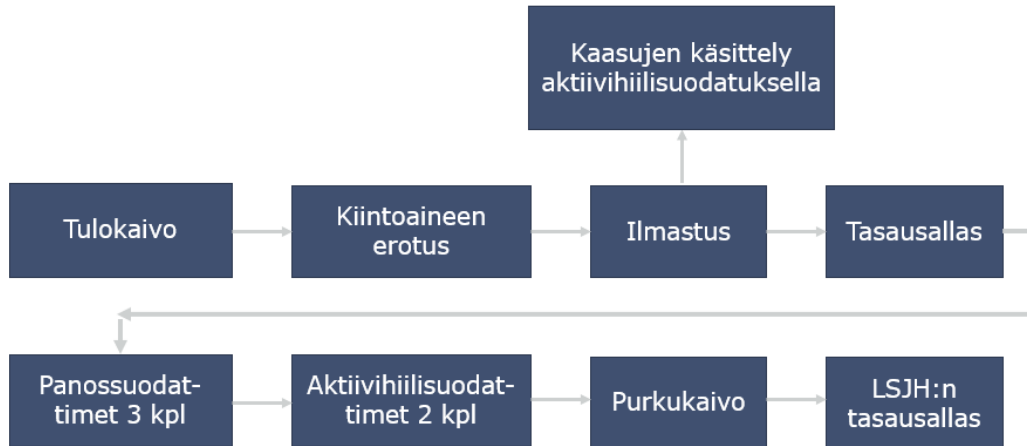 Kaasujen käsittely
aktiivihiilisuodatuksella
Tulokaivo
Kiintoaineen
erotus
Ilmastus
Tasausallas
Panossuodat-
timet 3 kpl
Aktiivihiilisuodat-
timet 2 kpl
Purkukaivo
LSJH:n
tasausallas